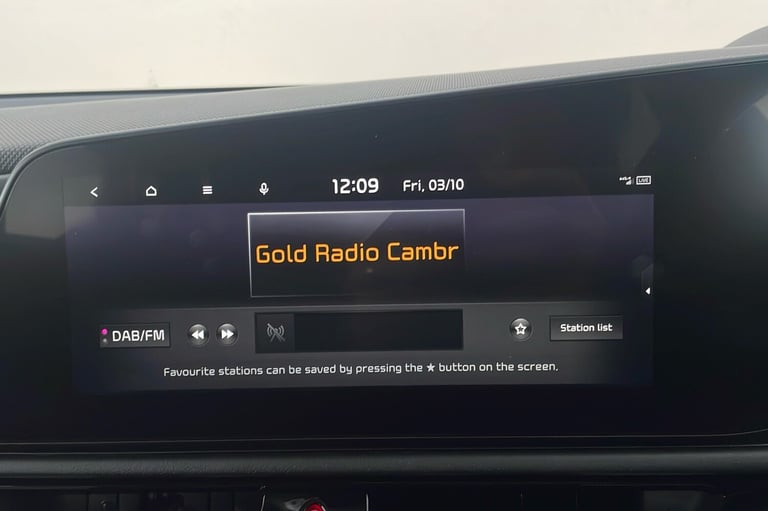 12:09 Fri, 03/10
LIVE
Gold Radio Cambr
DAB/FM
Station list
Favourite stations can be saved by pressing the ★ button on the screen.